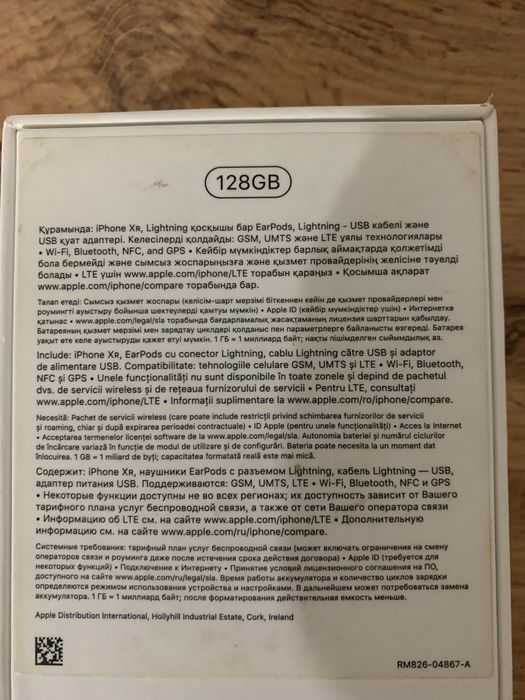 128GB
Құрамында: iPhone XR, Lightning қосқышы бар EarPods, Lightning - USB кабелі және
USB қуат адаптері. Келесілерді қолдайды: GSM, UMTS және LTE ұялы технологиялары
• Wi-Fi, Bluetooth, NFC, and GPS • Кейбір мүмкіндіктер барлық аймақтарда қолжетімді
бола бермейді және сымсыз жоспарыңызға және қызмет провайдерінің желісіне тәуелді
болады • LTE үшін www.apple.com/iphone/LTE торабын қараңыз • Қосымша ақпарат
www.apple.com/iphone/compare торабында бар.
Талап етеді: Сымсыз қызмет жоспары (келісім-шарт мерзімі біткеннен кейін де қызмет провайдерлері мен
роумингті ауыстыру бойынша шектеулерді қамтуы мүмкін) • Apple ID (кейбір мүмкіндіктер үшін) • Интернетке
қатынас • www.apple.com/legal/sla торабында бағдарламалық жасақтаманың лицензия шарттарын қабылдау.
Батареяның қызмет мерзімі мен зарядтау циклдері қолданыс пен параметрлерге байланысты өзгереді. Батарея
уақыт өте келе ауыстыруды қажет етуі мүмкін. 1 ГБ = 1 миллиард байт; нақты пішімделген сыйымдылық аз.
Include: iPhone XR, EarPods cu conector Lightning, cablu Lightning către USB și adaptor
de alimentare USB. Compatibilitate: tehnologiile celulare GSM, UMTS și LTE • Wi-Fi, Bluetooth,
NFC și GPS • Unele funcționalități nu sunt disponibile în toate zonele și depind de pachetul
dvs. de servicii wireless și de rețeaua furnizorului de servicii • Pentru LTE, consultați
www.apple.com/iphone/LTE • Informații suplimentare la www.apple.com/ro/iphone/compare.
Necesită: Pachet de servicii wireless (care poate include restricții privind schimbarea furnizorilor de servicii
și roaming, chiar și după expirarea perioadei contractuale) • ID Apple (pentru unele funcționalități) • Acces la Internet
• Acceptarea termenelor licenței software de la www.apple.com/legal/sla. Autonomia bateriei și numărul ciclurilor
de încărcare variază în funcție de modul de utilizare și de configurări. Bateria poate necesita la un moment dat
înlocuirea. 1 GB = 1 miliard de byți; capacitatea formatată reală este mai mică.
Содержит: iPhone XR, наушники EarPods с разъемом Lightning, кабель Lightning — USB,
адаптер питания USB. Поддерживаются: GSM, UMTS, LTE • Wi-Fi, Bluetooth, NFC и GPS
• Некоторые функции доступны не во всех регионах; их доступность зависит от Вашего
тарифного плана услуг беспроводной связи, а также от сети Вашего оператора связи
• Информацию об LTE см. на сайте www.apple.com/iphone/LTE • Дополнительную
информацию см. на сайте www.apple.com/ru/iphone/compare.
Системные требования: тарифный план услуг беспроводной связи (может включать ограничения на смену
операторов связи и роуминга даже после истечения срока действия договора) • Apple ID (требуется для
некоторых функций) • Подключение к Интернету • Принятие условий лицензионного соглашения на ПО,
доступного на сайте www.apple.com/ru/legal/sla. Время работы аккумулятора и количество циклов зарядки
определяются режимом использования устройства и настройками. В дальнейшем может потребоваться замена
аккумулятора. 1 ГБ = 1 миллиард байт; после форматирования действительная емкость меньше.
Apple Distribution International, Hollyhill Industrial Estate, Cork, Ireland
RM826-04867-A